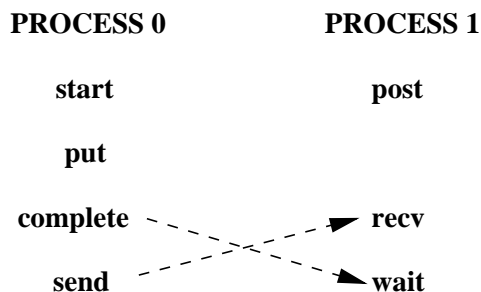 PROCESS 0 PROCESS 1
start post
put
complete recv
send wait